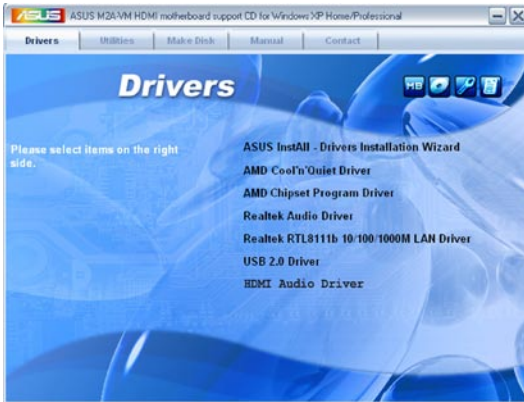 ASUS ASUS M2A-VM HDMI motherboard support CD for Windows XP Home/Professional
Drivers Utilities Make Disk Manual Contact
Drivers
MB
Please select items on the right
side.
ASUS InstAll - Drivers Installation Wizard
AMD Cool'n'Quiet Driver
AMD Chipset Program Driver
Realtek Audio Driver
Realtek RTL8111b 10/100/1000M LAN Driver
USB 2.0 Driver
HDMI Audio Driver